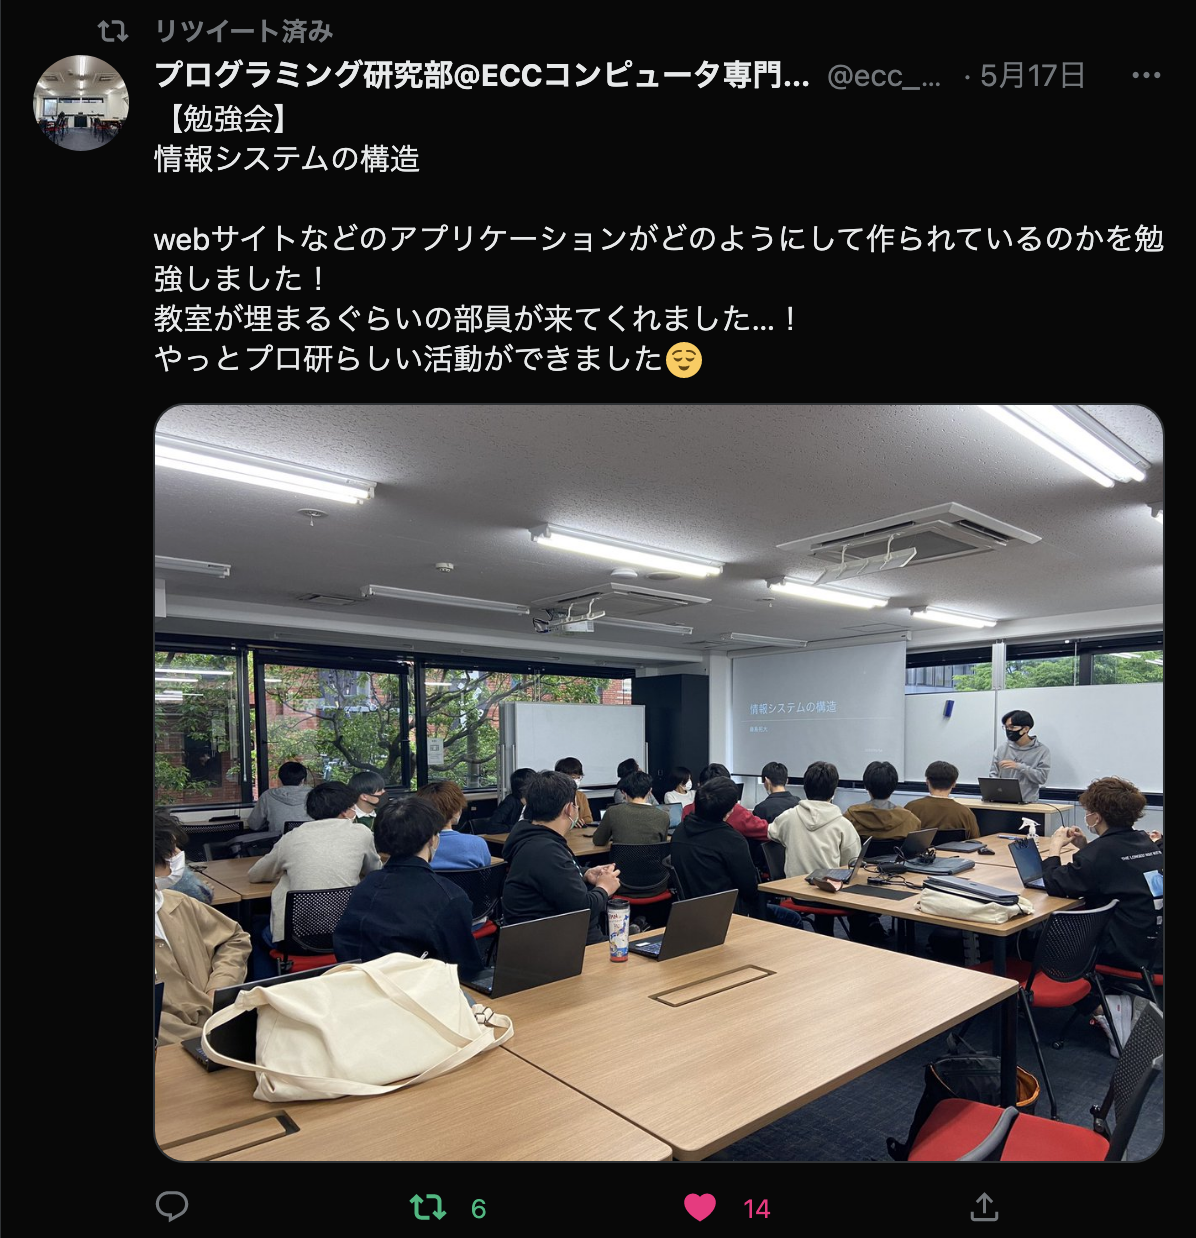 リツイート済み
プログラミング研究部@ECCコンピュータ専門... @ecc_... · 5月17日
【勉強会】
情報システムの構造
webサイトなどのアプリケーションがどのようにして作られているのかを勉
強しました！
教室が埋まるぐらいの部員が来てくれました...！
やっとプロ研らしい活動ができました😌
情報システムの構造
6
14